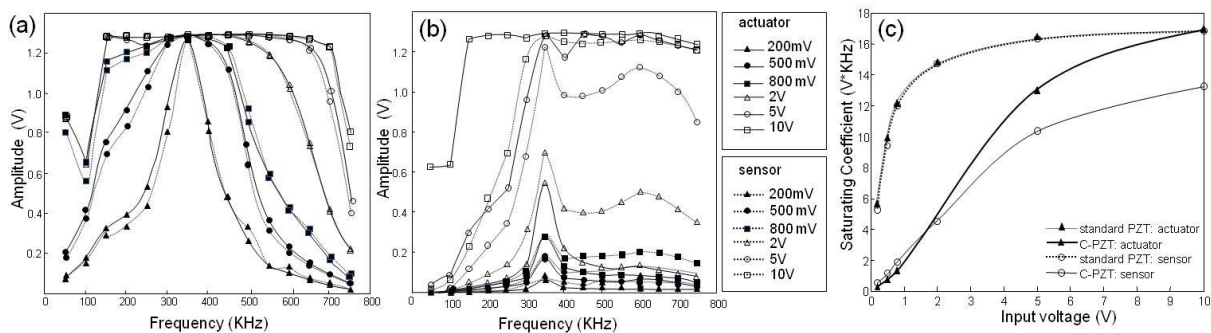 (a)
Amplitude (V)
1.2
1.0
0.8
0.6
0.4
0.2
0 100 200 300 400 500 600 700 800
Frequency (KHz)
(b)
Amplitude (V)
1.2
1.0
0.8
0.6
0.4
0.2
0 100 200 300 400 500 600 700 800
Frequency (KHz)
actuator
200mV
500 mV
800 mV
2V
5V
10V
sensor
200mV
500 mV
800 mV
2V
5V
10V
(c)
Saturating Coefficient (V*KHz)
18
16
14
12
10
8
6
4
2
0
0 1 2 3 4 5 6 7 8 9 10
Input voltage (V)
standard PZT: actuator
C-PZT: actuator
standard PZT: sensor
C-PZT: sensor